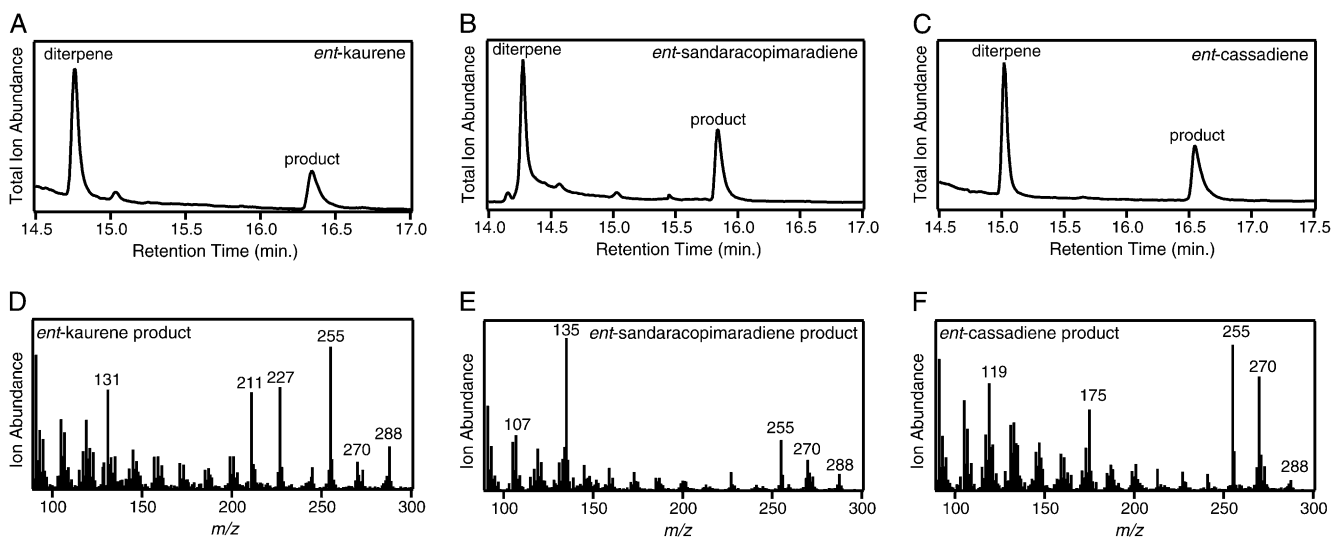 A
Total Ion Abundance
diterpene
ent-kaurene
product
14.5 15.0 15.5 16.0 16.5 17.0
Retention Time (min.)
B
Total Ion Abundance
diterpene
ent-sandaracopimaradiene
product
14.0 14.5 15.0 15.5 16.0 16.5 17.0
Retention Time (min.)
C
Total Ion Abundance
diterpene
ent-cassadiene
product
14.5 15.0 15.5 16.0 16.5 17.0 17.5
Retention Time (min.)
D
Ion Abundance
ent-kaurene product
131
211
227
255
270
288
100 150 200 250 300
m/z
E
Ion Abundance
135
ent-sandaracopimaradiene product
107
255
270
288
100 150 200 250 300
m/z
F
Ion Abundance
ent-cassadiene product
119
175
255
270
288
100 150 200 250 300
m/z